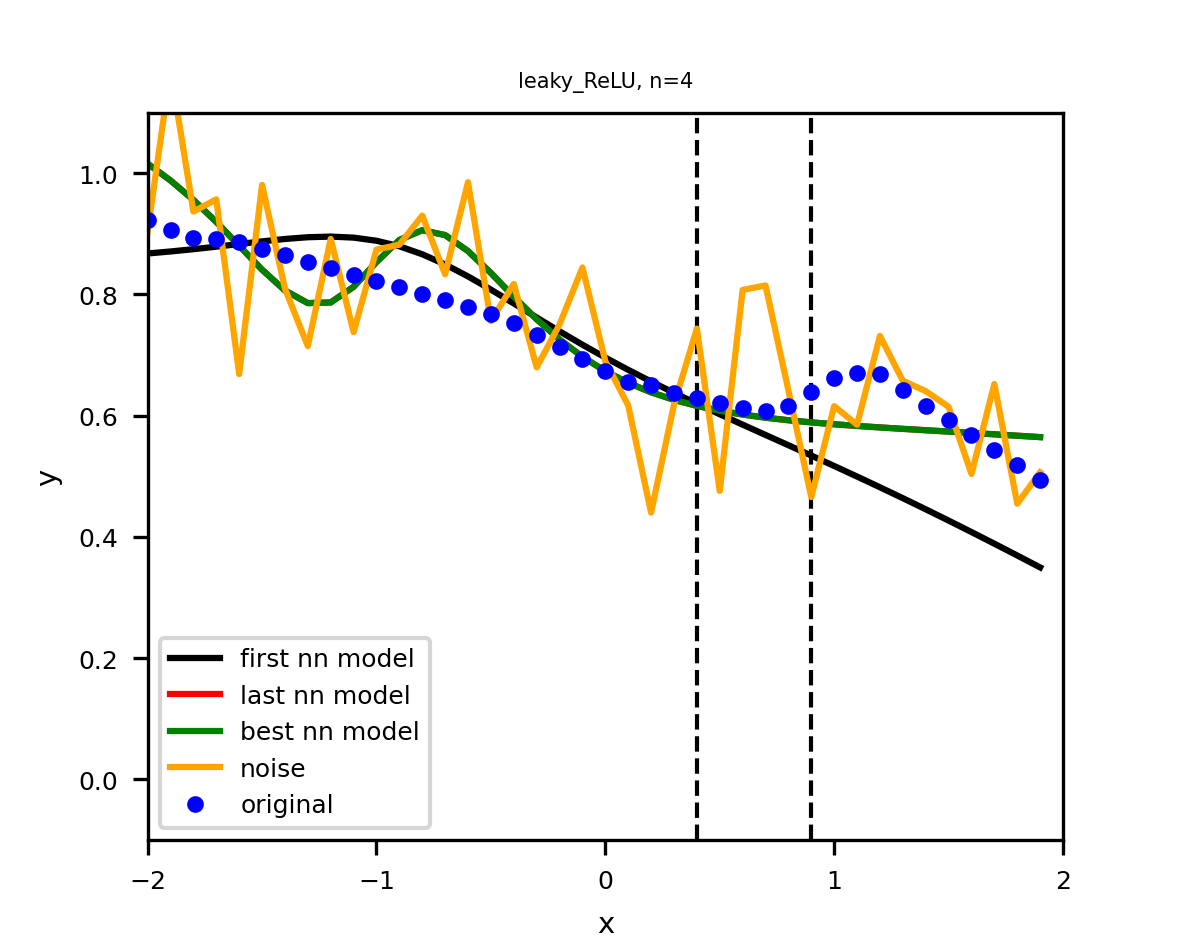 leaky_ReLU, n=4
1.0
0.8
0.6
0.4
0.2
0.0
y
first nn model
last nn model
best nn model
noise
original
−2
−1
0
1
2
x